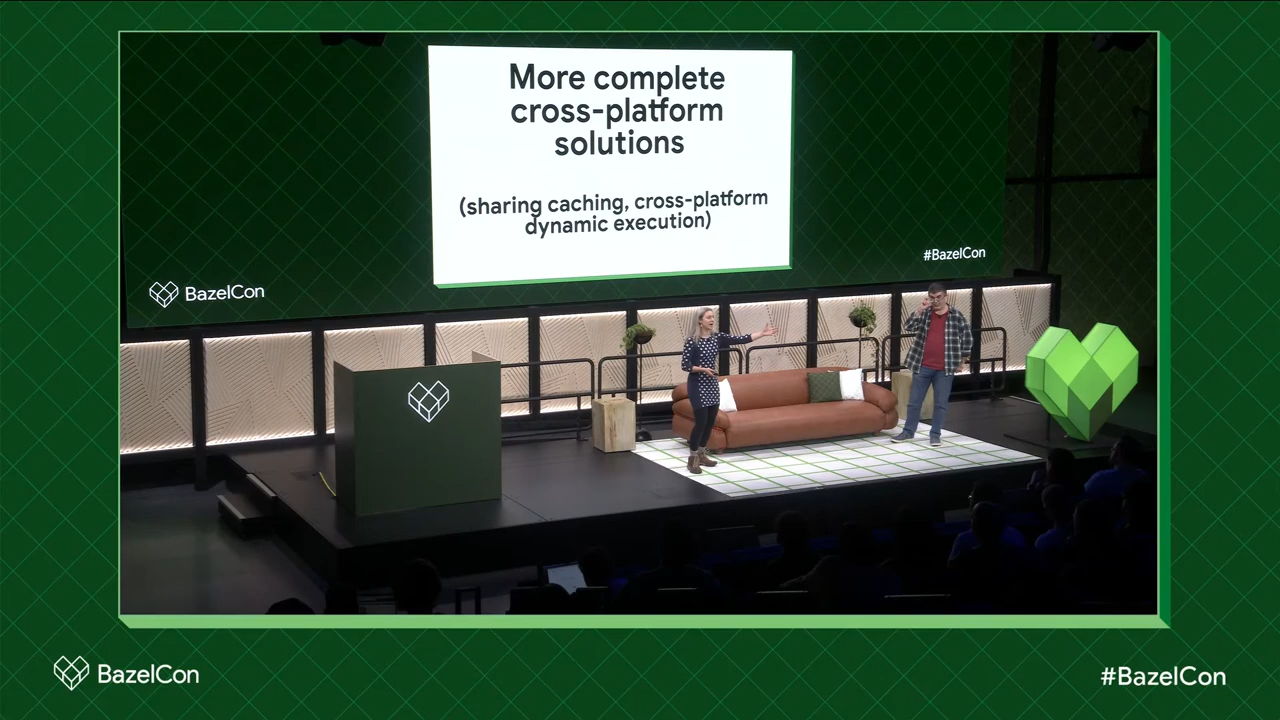 More complete
cross-platform
solutions
(sharing caching, cross-platform
dynamic execution)
#BazelCon
BazelCon
BazelCon
#BazelCon